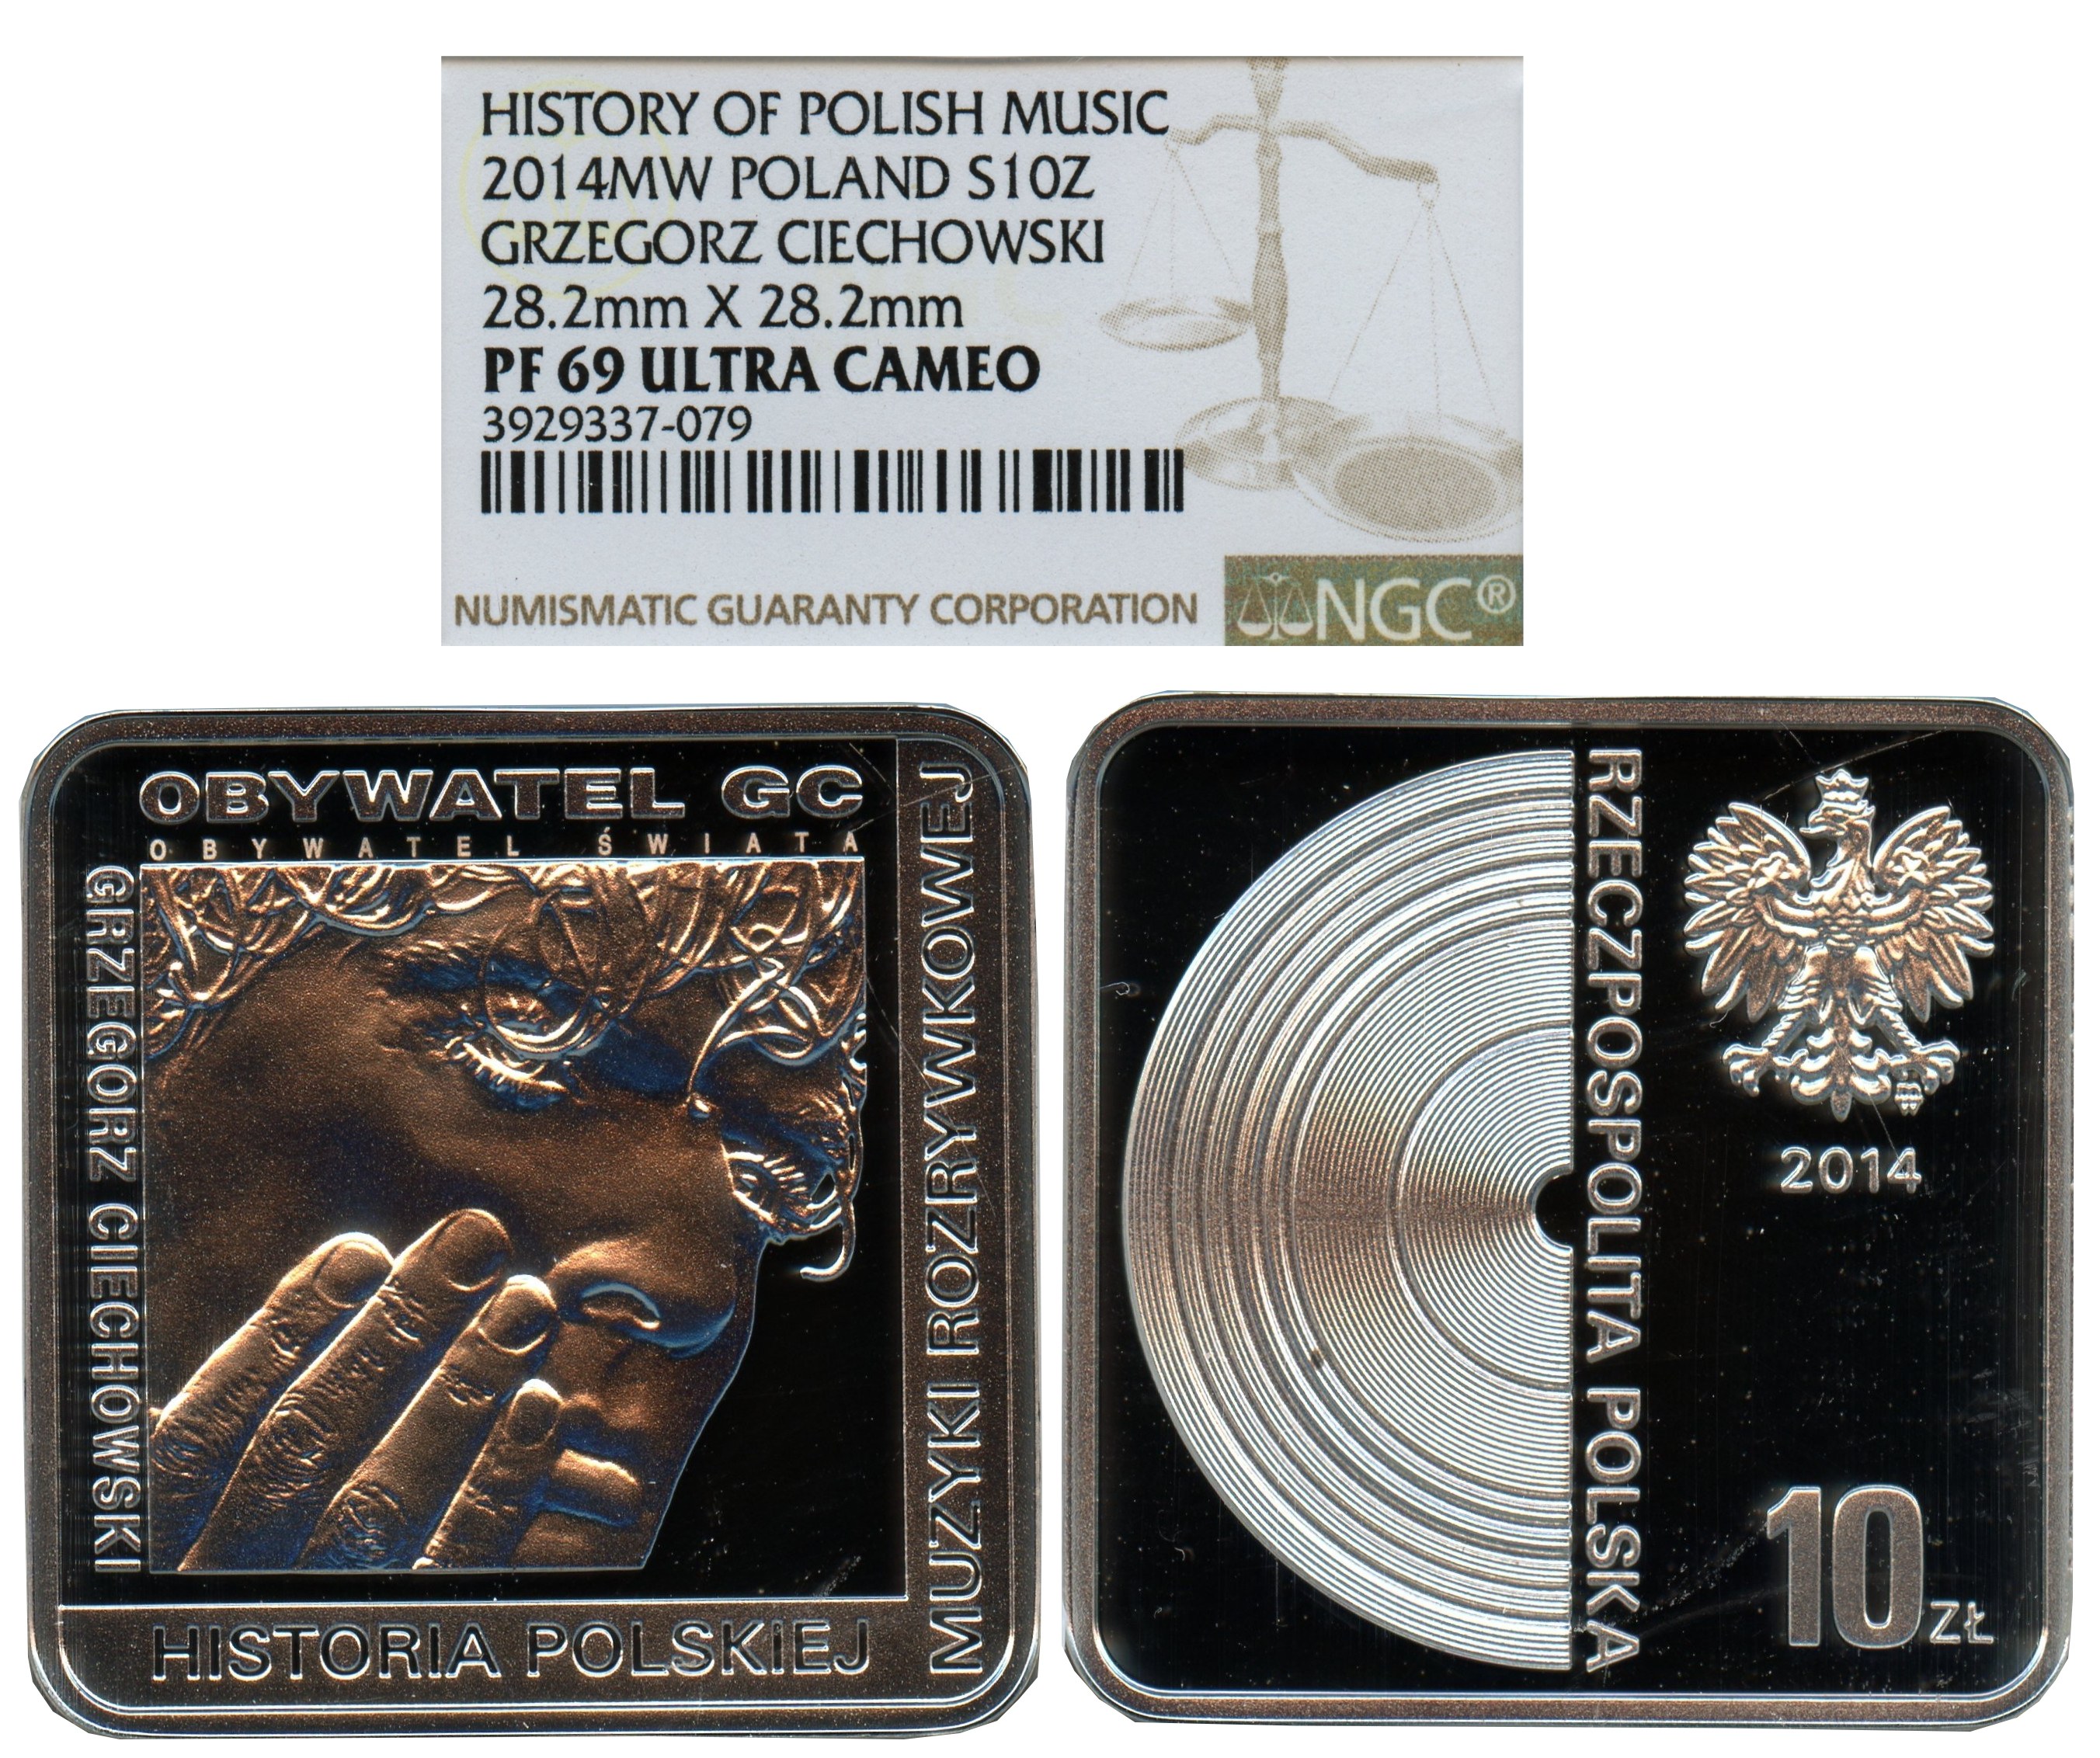 HISTORY OF POLISH MUSIC
2014MW POLAND S10Z
GRZEGORZ CIECHOWSKI
28.2mm X 28.2mm
PF 69 ULTRA CAMEO
3929337-079
NUMISMATIC GUARANTY CORPORATION
NGC®
OBYWATEL GC
OBYWATEL ŚWIATA
GRZEGORZ CIECHOWSKI
HISTORIA POLSKIEJ
MUZYKI ROZRYWKOWEJ
RZECZPOSPOLITA POLSKA
2014
10 ZŁ